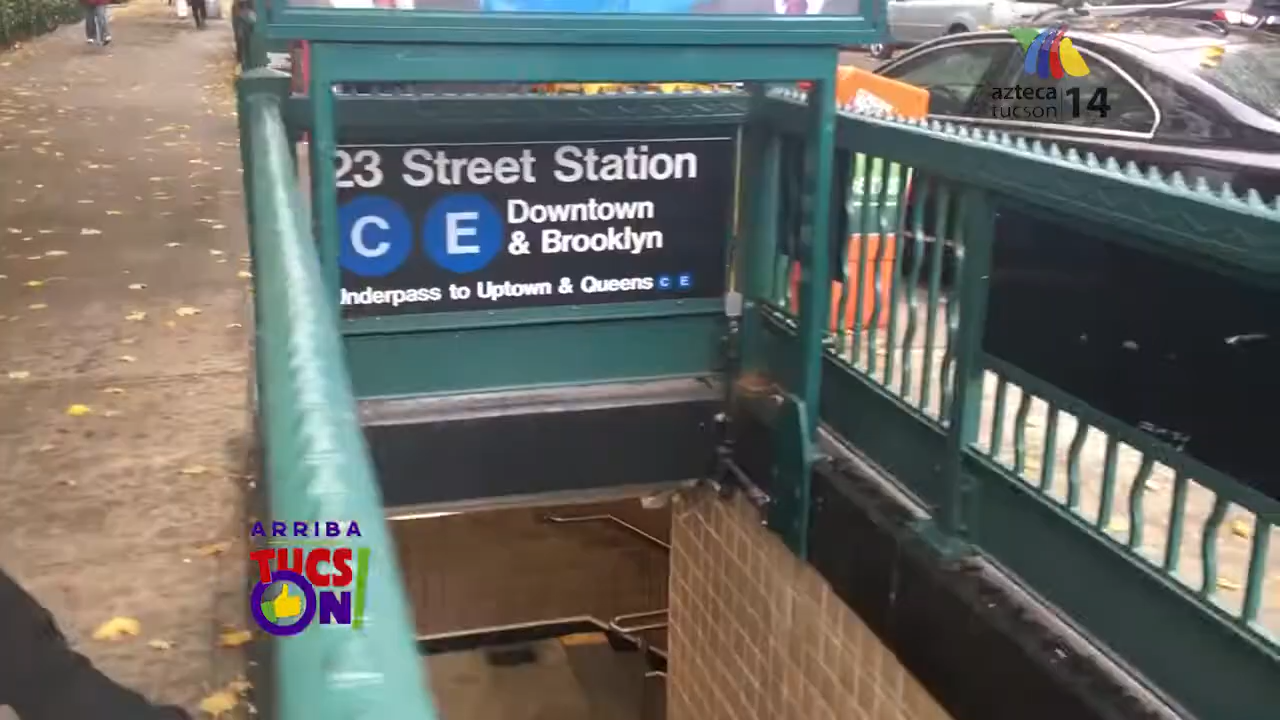 azteca
tucson 14
23 Street Station
C E Downtown
& Brooklyn
Underpass to Uptown & Queens C E
ARRIBA
TUCS
ON!